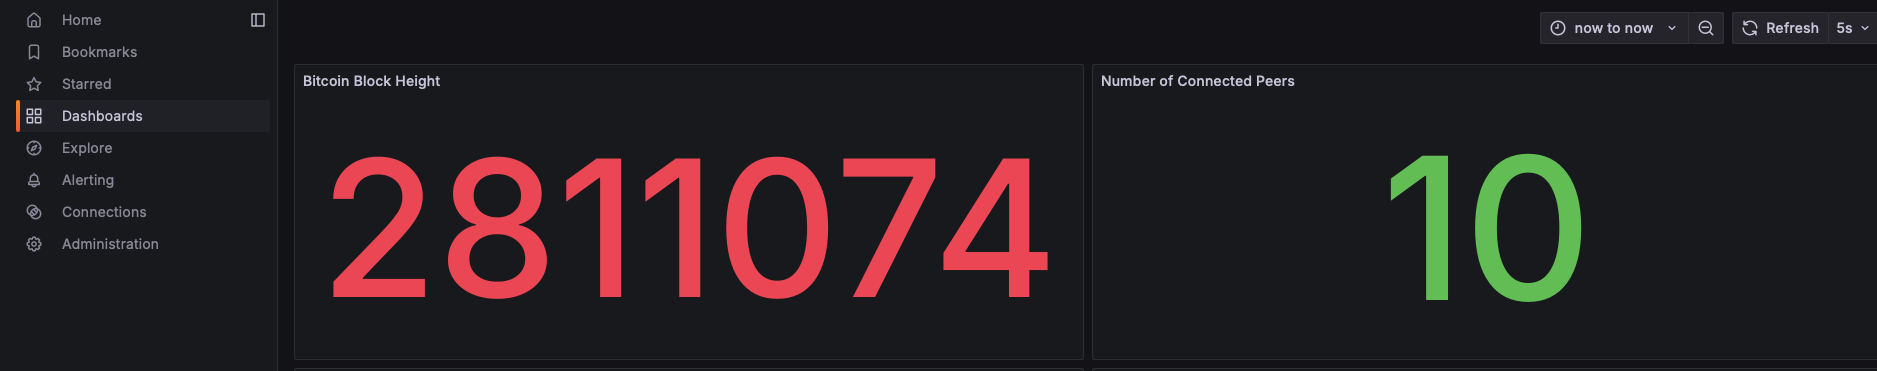 Home
Bookmarks
Starred
Dashboards
Explore
Alerting
Connections
Administration
now to now
Refresh
5s
Bitcoin Block Height
2811074
Number of Connected Peers
10